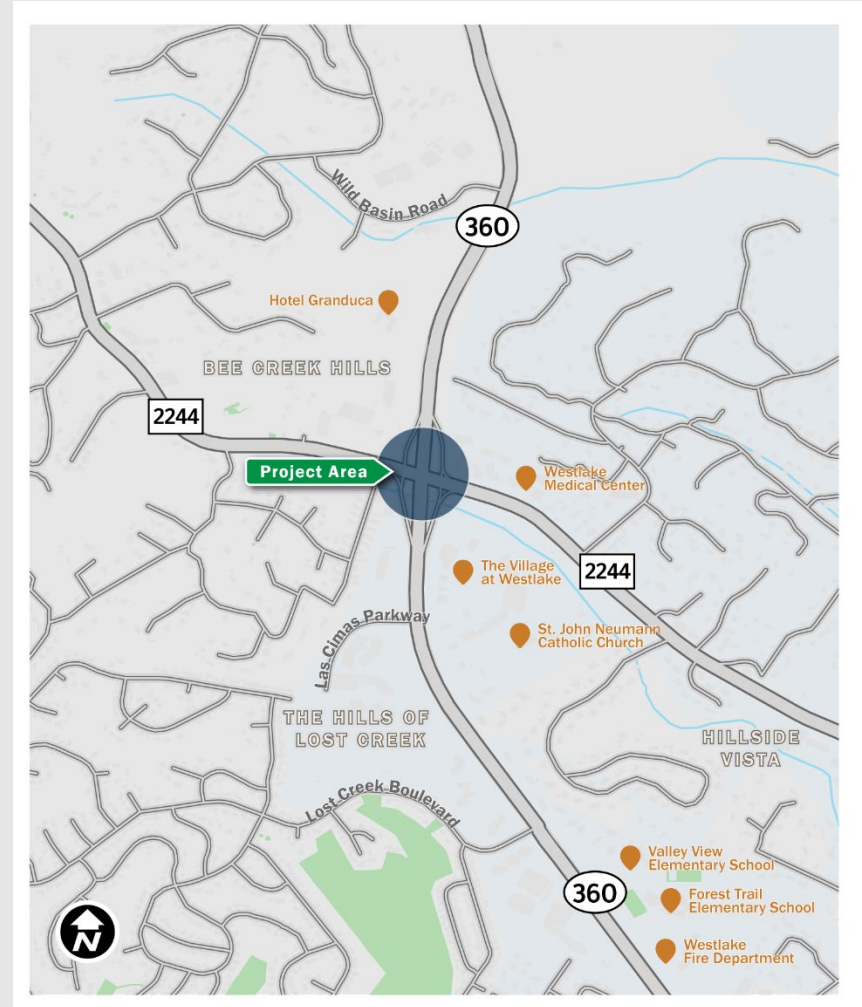 Wild Basin Road
360
Hotel Granduca
BEE CREEK HILLS
2244
Project Area
Westlake
Medical Center
The Village
at Westlake
2244
Las Cimas Parkway
St. John Neumann
Catholic Church
THE HILLS OF
LOST CREEK
HILLSIDE
VISTA
Lost Creek Boulevard
Valley View
Elementary School
360
Forest Trail
Elementary School
N
Westlake
Fire Department